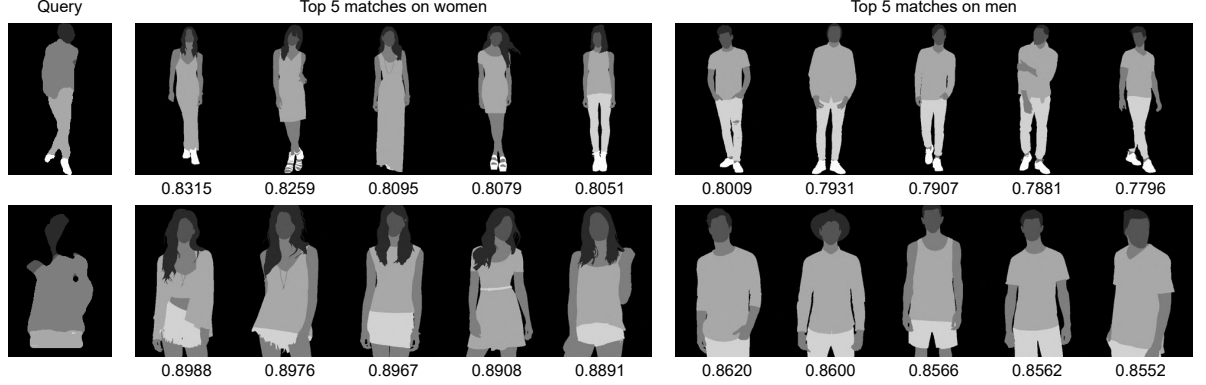 Query Top 5 matches on women Top 5 matches on men
0.8315 0.8259 0.8095 0.8079 0.8051 0.8009 0.7931 0.7907 0.7881 0.7796
0.8988 0.8976 0.8967 0.8908 0.8891 0.8620 0.8600 0.8566 0.8562 0.8552